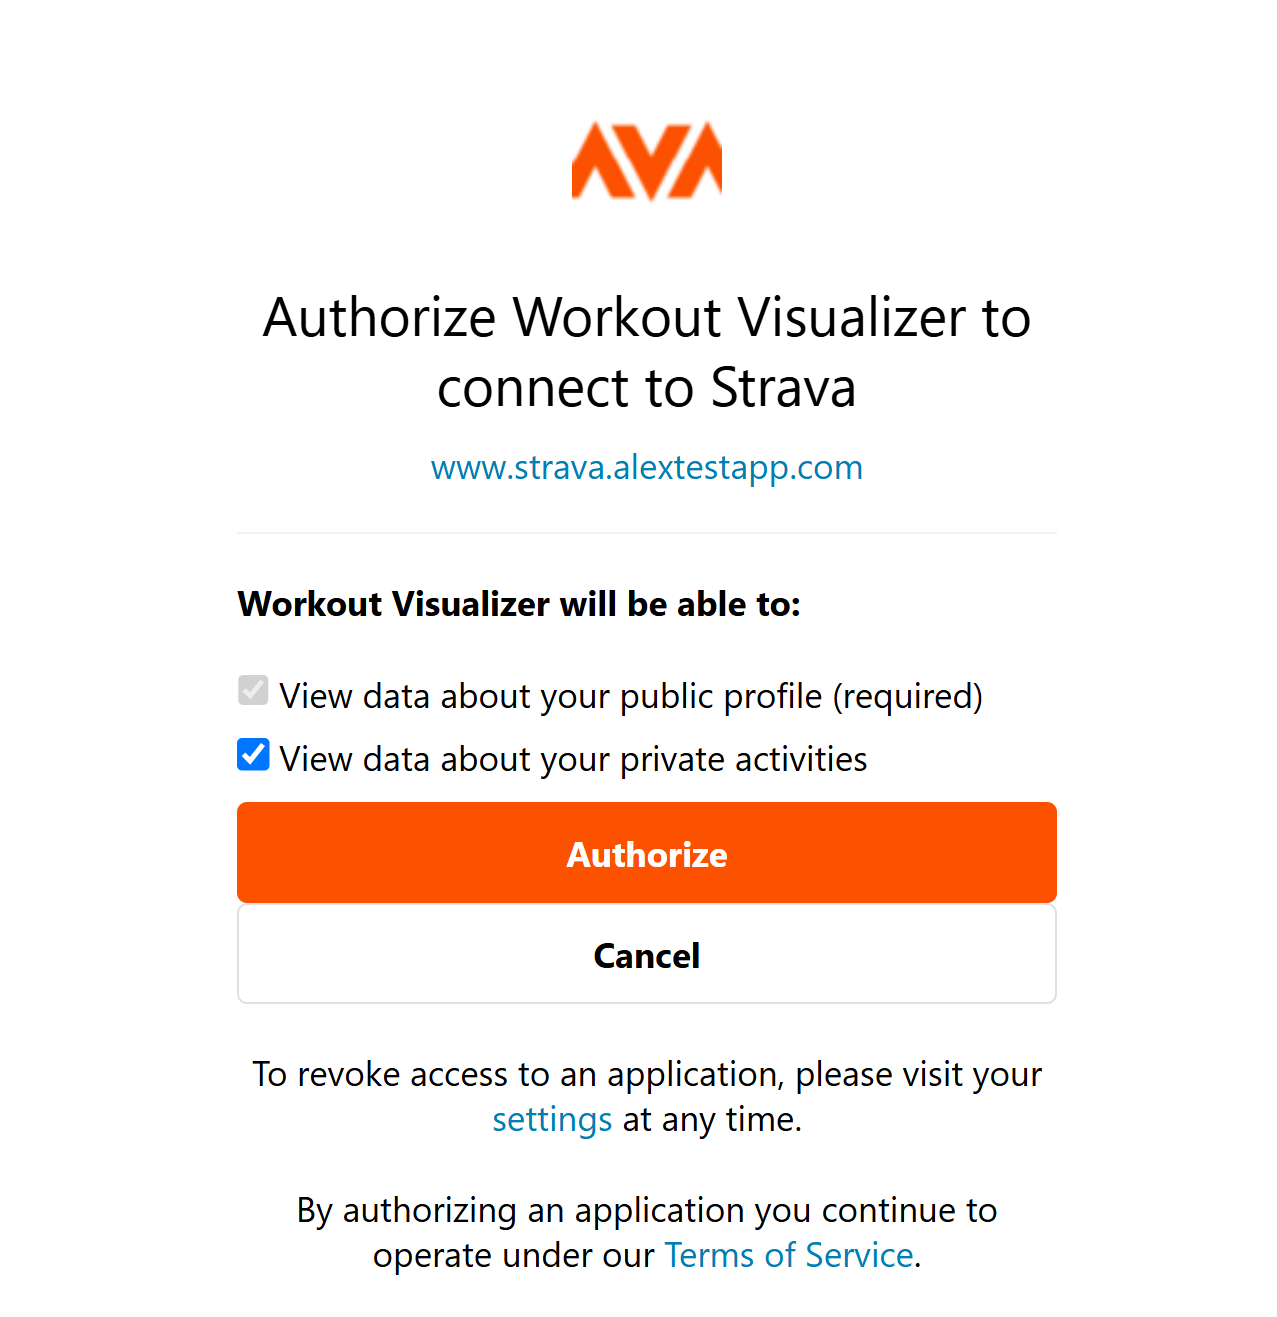 AVA
Authorize Workout Visualizer to
connect to Strava
www.strava.alextestapp.com
Workout Visualizer will be able to:
View data about your public profile (required)
View data about your private activities
Authorize
Cancel
To revoke access to an application, please visit your
settings at any time.
By authorizing an application you continue to
operate under our Terms of Service.